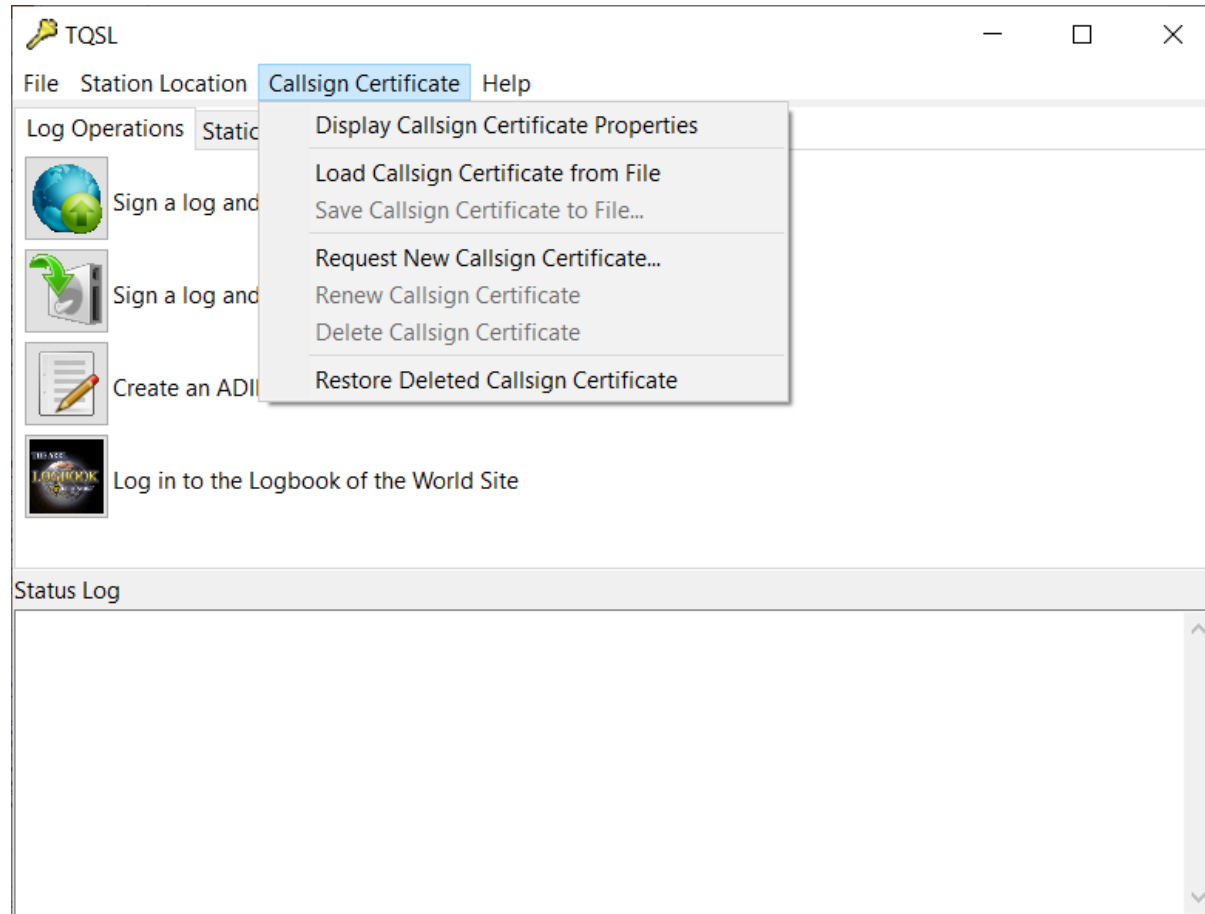 TQSL
File Station Location Callsign Certificate Help
Log Operations Static
Display Callsign Certificate Properties
Load Callsign Certificate from File
Save Callsign Certificate to File...
Request New Callsign Certificate...
Renew Callsign Certificate
Delete Callsign Certificate
Restore Deleted Callsign Certificate
Sign a log and
Sign a log and
Create an ADI
LOGBOOK
Log in to the Logbook of the World Site
Status Log